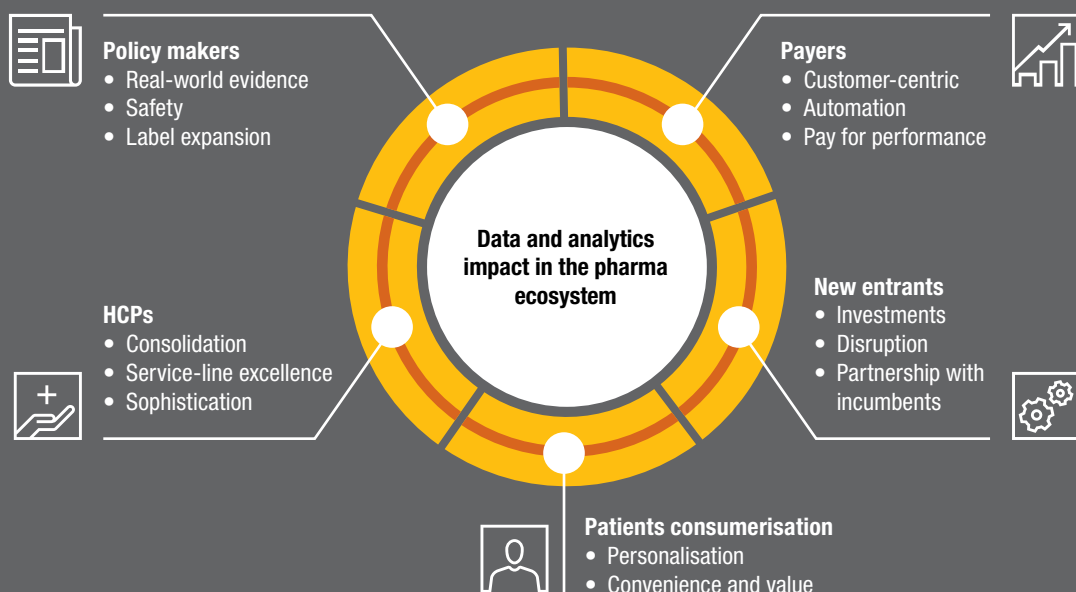 Policy makers
• Real-world evidence
• Safety
• Label expansion
Payers
• Customer-centric
• Automation
• Pay for performance
Data and analytics
impact in the pharma
ecosystem
HCPs
• Consolidation
• Service-line excellence
• Sophistication
New entrants
• Investments
• Disruption
• Partnership with
incumbents
Patients consumerisation
• Personalisation
• Convenience and value